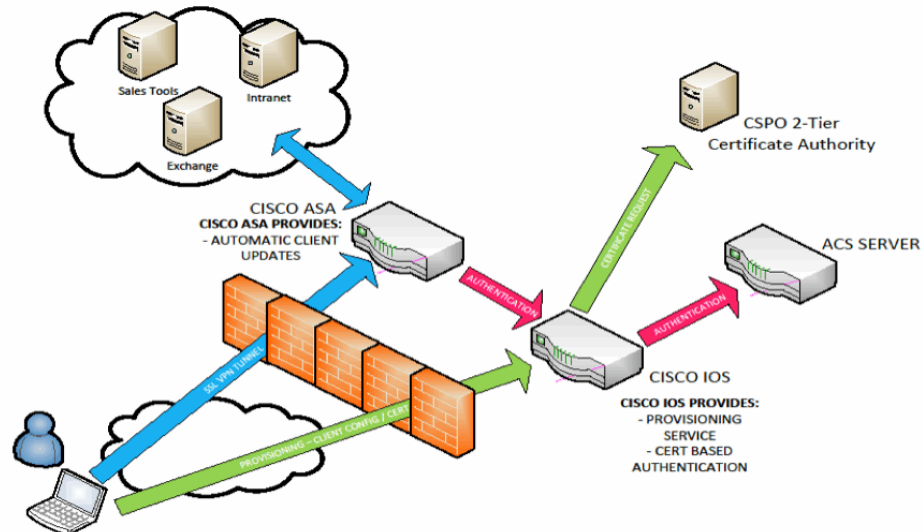 Sales Tools
Intranet
Exchange
CSPO 2-Tier
Certificate Authority
CISCO ASA
CISCO ASA PROVIDES:
- AUTOMATIC CLIENT
UPDATES
CERTIFICATE REQUEST
ACS SERVER
AUTHENTICATION
AUTHENTICATION
SSL VPN TUNNEL
CISCO IOS
CISCO IOS PROVIDES:
- PROVISIONING
SERVICE
- CERT BASED
AUTHENTICATION
PROVISIONING – CLIENT CONFIG / CERT